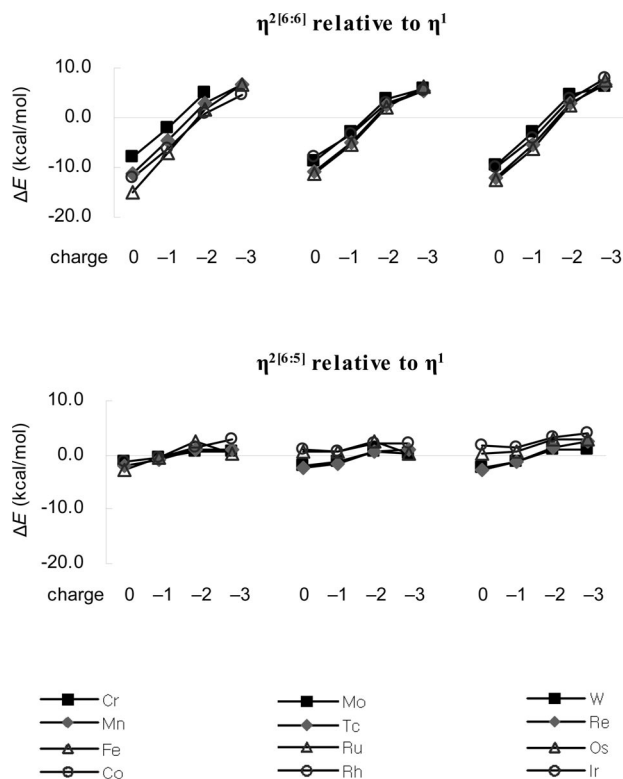 η²[6:6] relative to η¹
10.0
0.0
-10.0
-20.0
ΔE (kcal/mol)
charge 0 –1 –2 –3 0 –1 –2 –3 0 –1 –2 –3
η²[6:5] relative to η¹
10.0
0.0
-10.0
-20.0
ΔE (kcal/mol)
charge 0 –1 –2 –3 0 –1 –2 –3 0 –1 –2 –3
Cr Mo W
Mn Tc Re
Fe Ru Os
Co Rh Ir